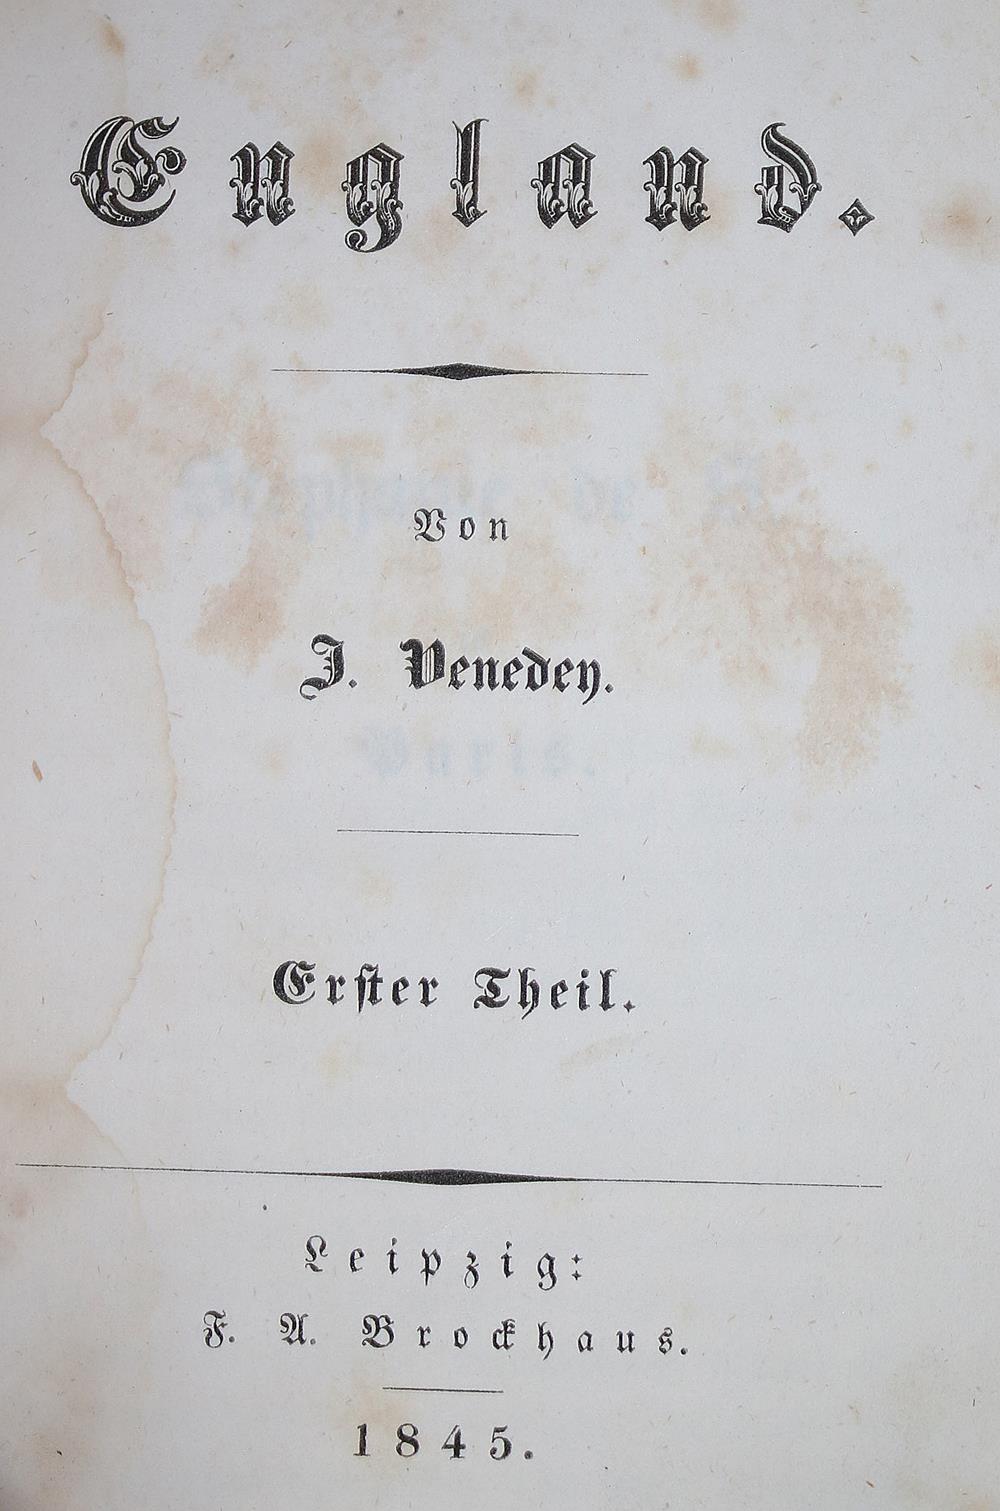 England.
Von
J. Venedey.
Erſter Theil.
Leipzig:
F. A. Brockhaus.
1845.